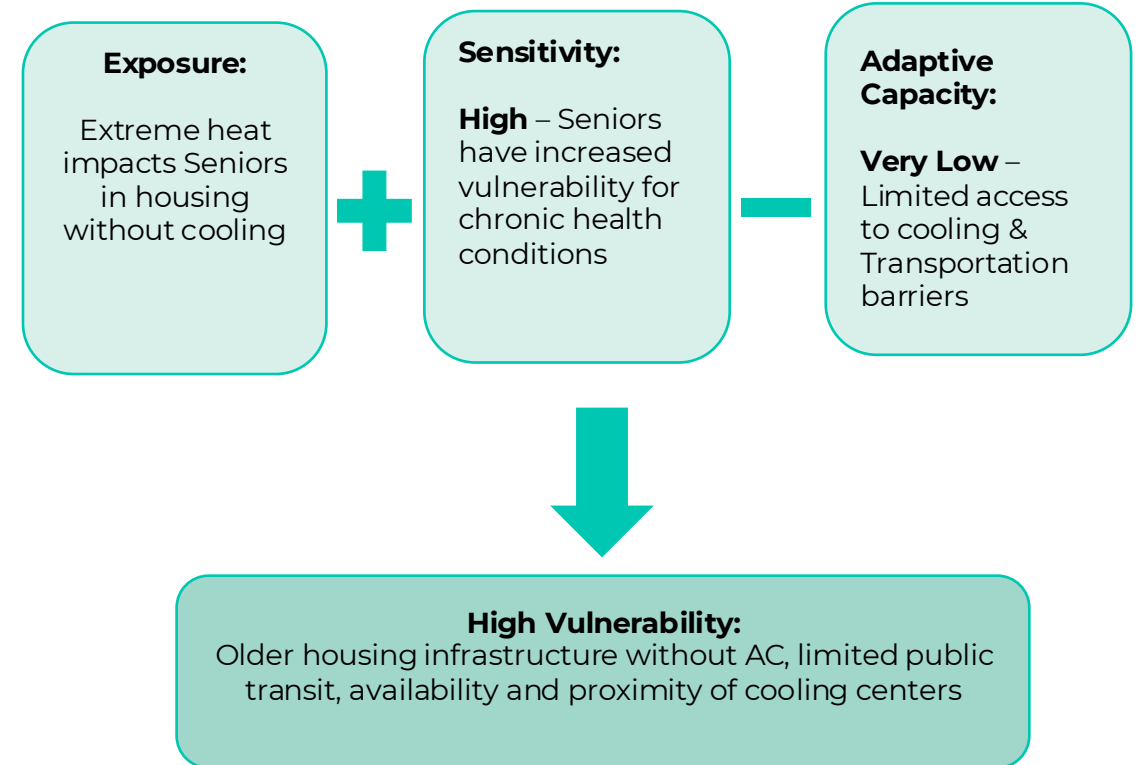 Exposure:
Extreme heat
impacts Seniors
in housing
without cooling
Sensitivity:
High – Seniors
have increased
vulnerability for
chronic health
conditions
Adaptive
Capacity:
Very Low –
Limited access
to cooling &
Transportation
barriers
High Vulnerability:
Older housing infrastructure without AC, limited public
transit, availability and proximity of cooling centers